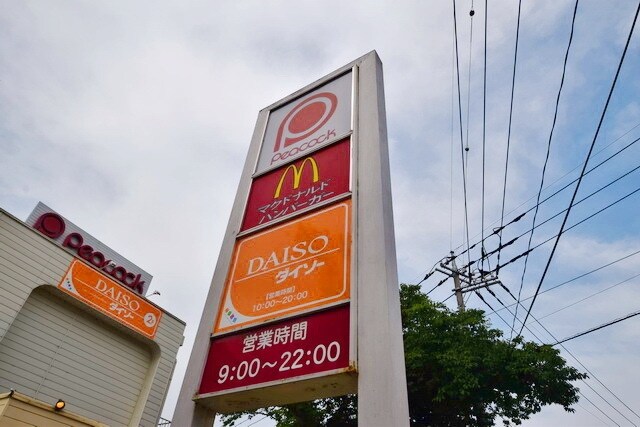 Peacock
マクドナルド
ハンバーガー
DAISO
ダイソー
[営業時間]
10:00〜20:00
営業時間
9:00〜22:00
Peacock
DAISO
ダイソー